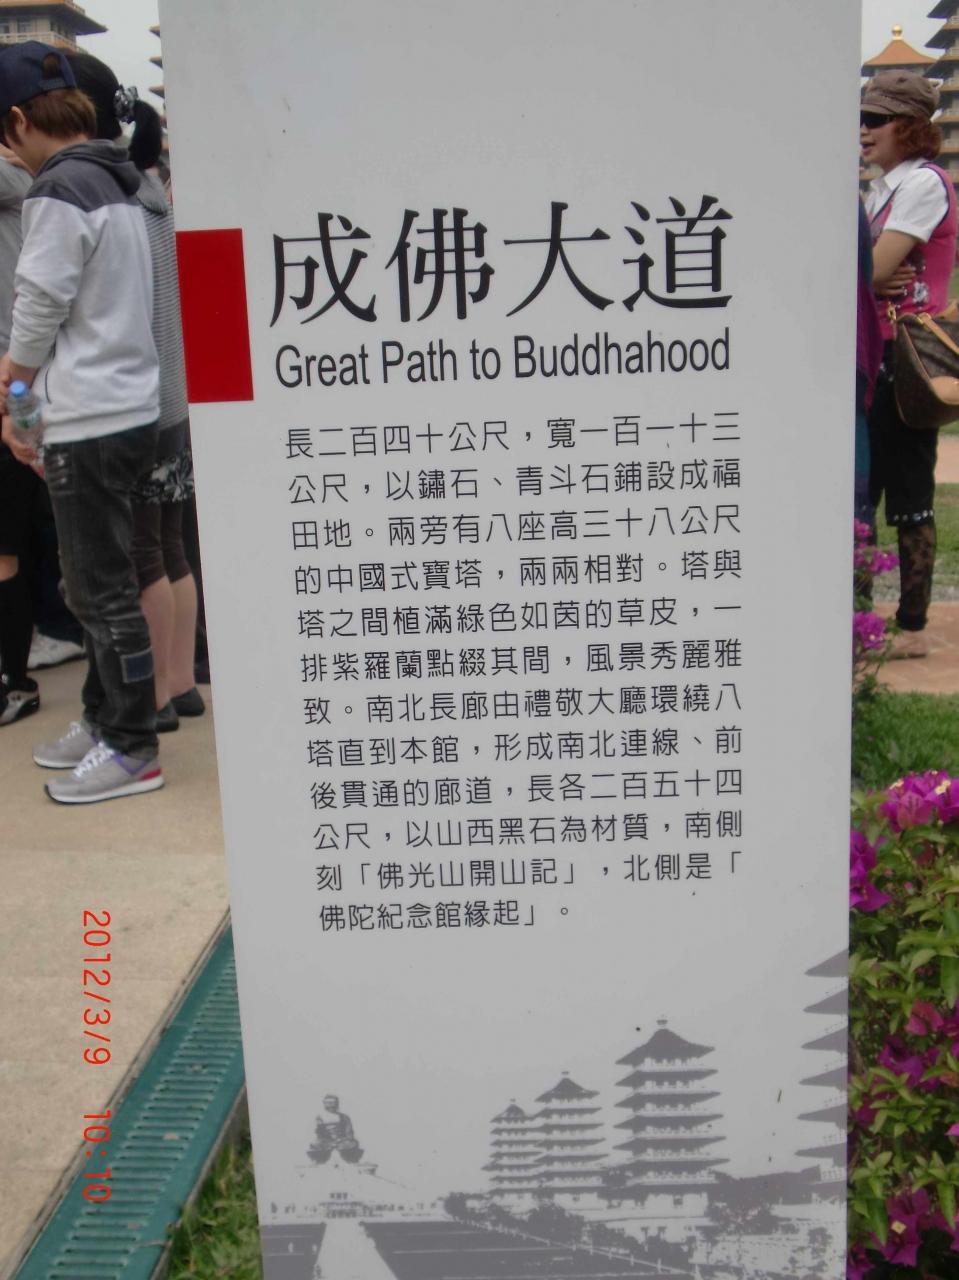 成佛大道
Great Path to Buddhahood
長二百四十公尺，寬一百一十三
公尺，以鏽石、青斗石鋪設成福
田地。兩旁有八座高三十八公尺
的中國式寶塔，兩兩相對。塔與
塔之間植滿綠色如茵的草皮，一
排紫羅蘭點綴其間，風景秀麗雅
致。南北長廊由禮敬大廳環繞八
塔直到本館，形成南北連線、前
後貫通的廊道，長各二百五十四
公尺，以山西黑石為材質，南側
刻「佛光山開山記」，北側是「
佛陀紀念館緣起」。
2012/3/9 10:10